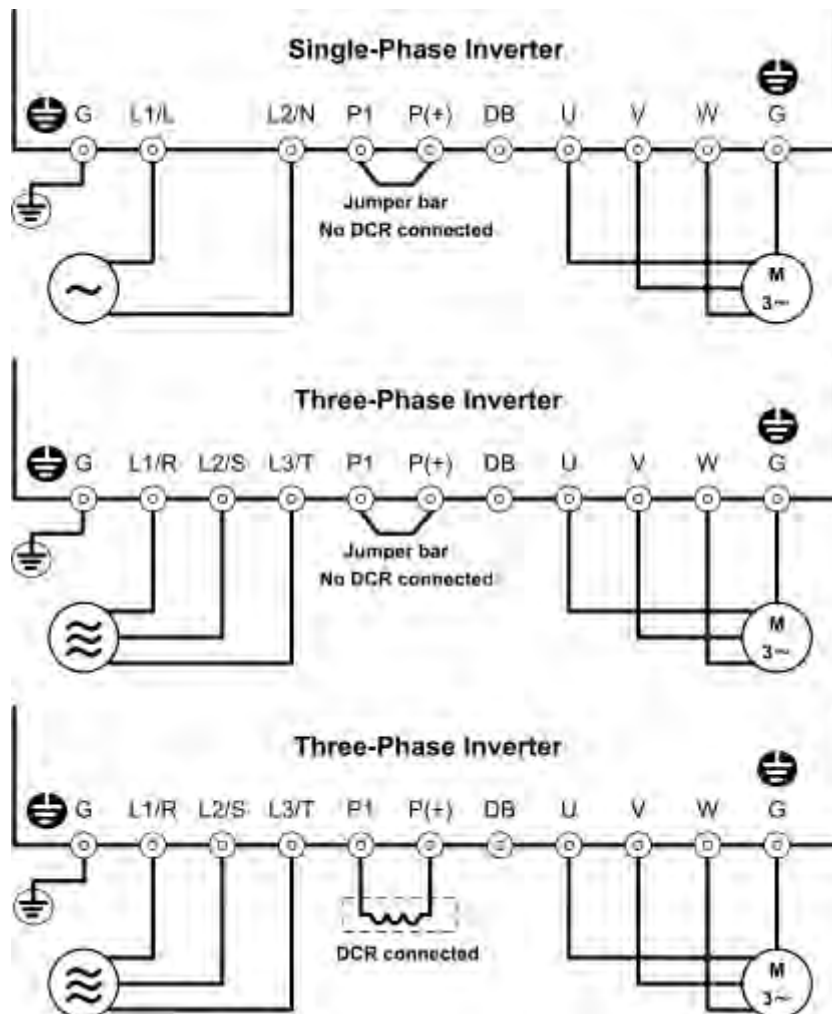 Single-Phase Inverter
G L1/L L2/N P1 P(+) DB U V W G
Jumper bar
No DCR connected
M
3~
Three-Phase Inverter
G L1/R L2/S L3/T P1 P(+) DB U V W G
Jumper bar
No DCR connected
M
3~
Three-Phase Inverter
G L1/R L2/S L3/T P1 P(+) DB U V W G
DCR connected
M
3~